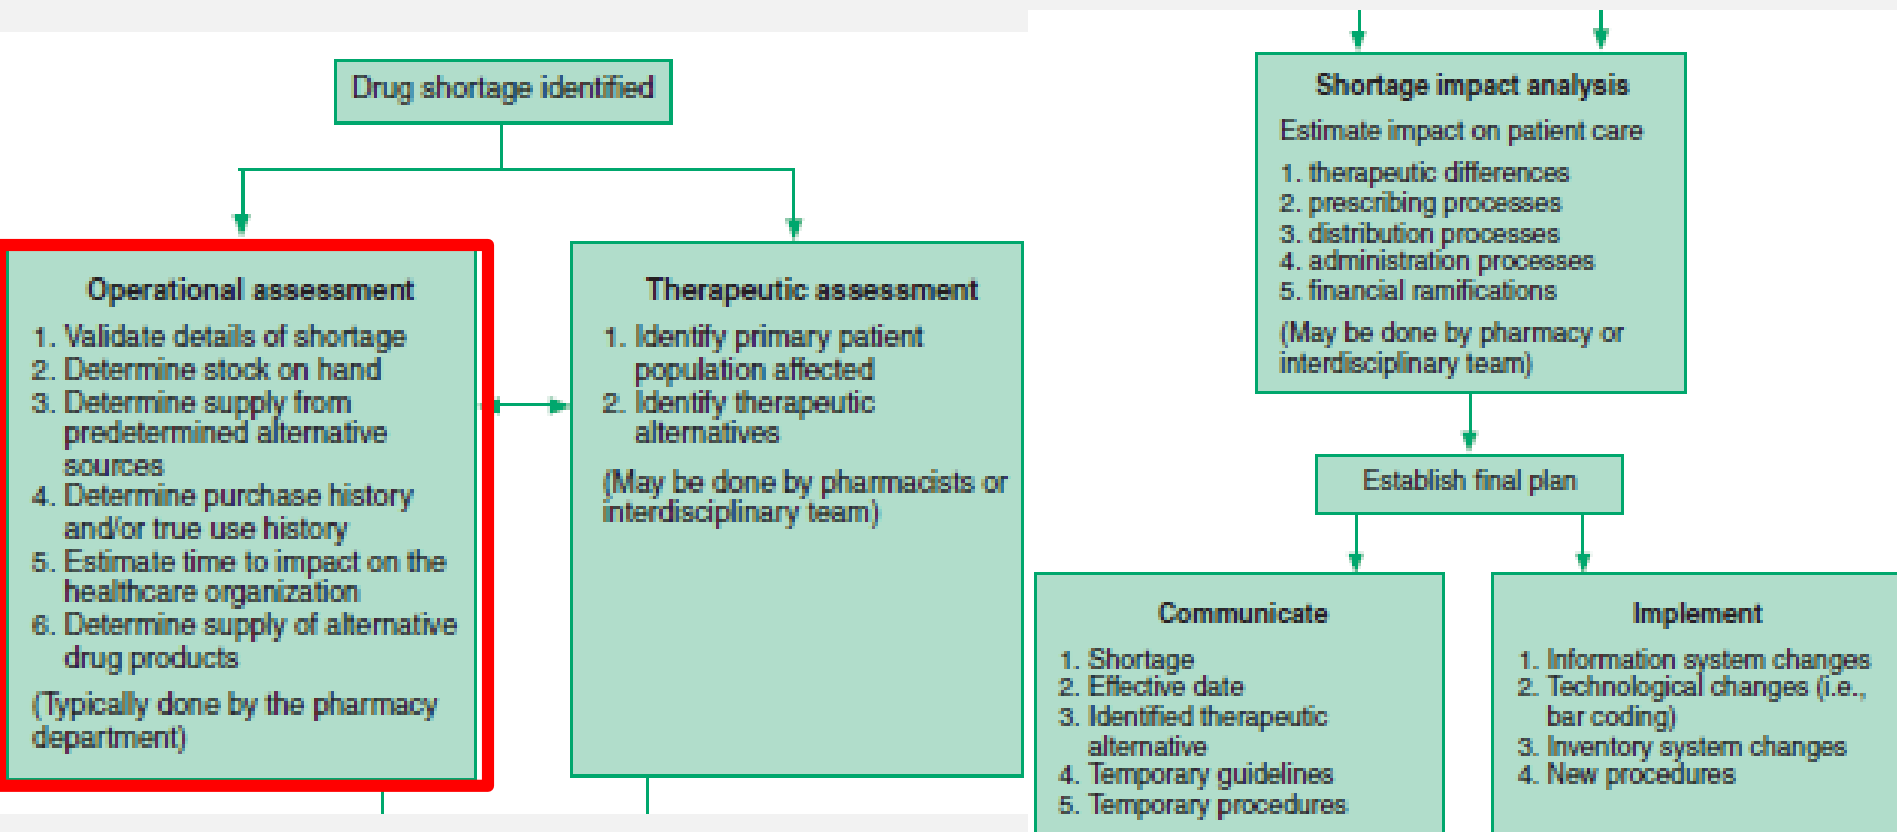 Drug shortage identified
Operational assessment
1. Validate details of shortage
2. Determine stock on hand
3. Determine supply from
predetermined alternative
sources
4. Determine purchase history
and/or true use history
5. Estimate time to impact on the
healthcare organization
6. Determine supply of alternative
drug products
(Typically done by the pharmacy
department)
Therapeutic assessment
1. Identify primary patient
population affected
2. Identify therapeutic
alternatives
(May be done by pharmacists or
interdisciplinary team)
Shortage impact analysis
Estimate impact on patient care
1. therapeutic differences
2. prescribing processes
3. distribution processes
4. administration processes
5. financial ramifications
(May be done by pharmacy or
interdisciplinary team)
Establish final plan
Communicate
1. Shortage
2. Effective date
3. Identified therapeutic
alternative
4. Temporary guidelines
5. Temporary procedures
Implement
1. Information system changes
2. Technological changes (i.e.,
bar coding)
3. Inventory system changes
4. New procedures